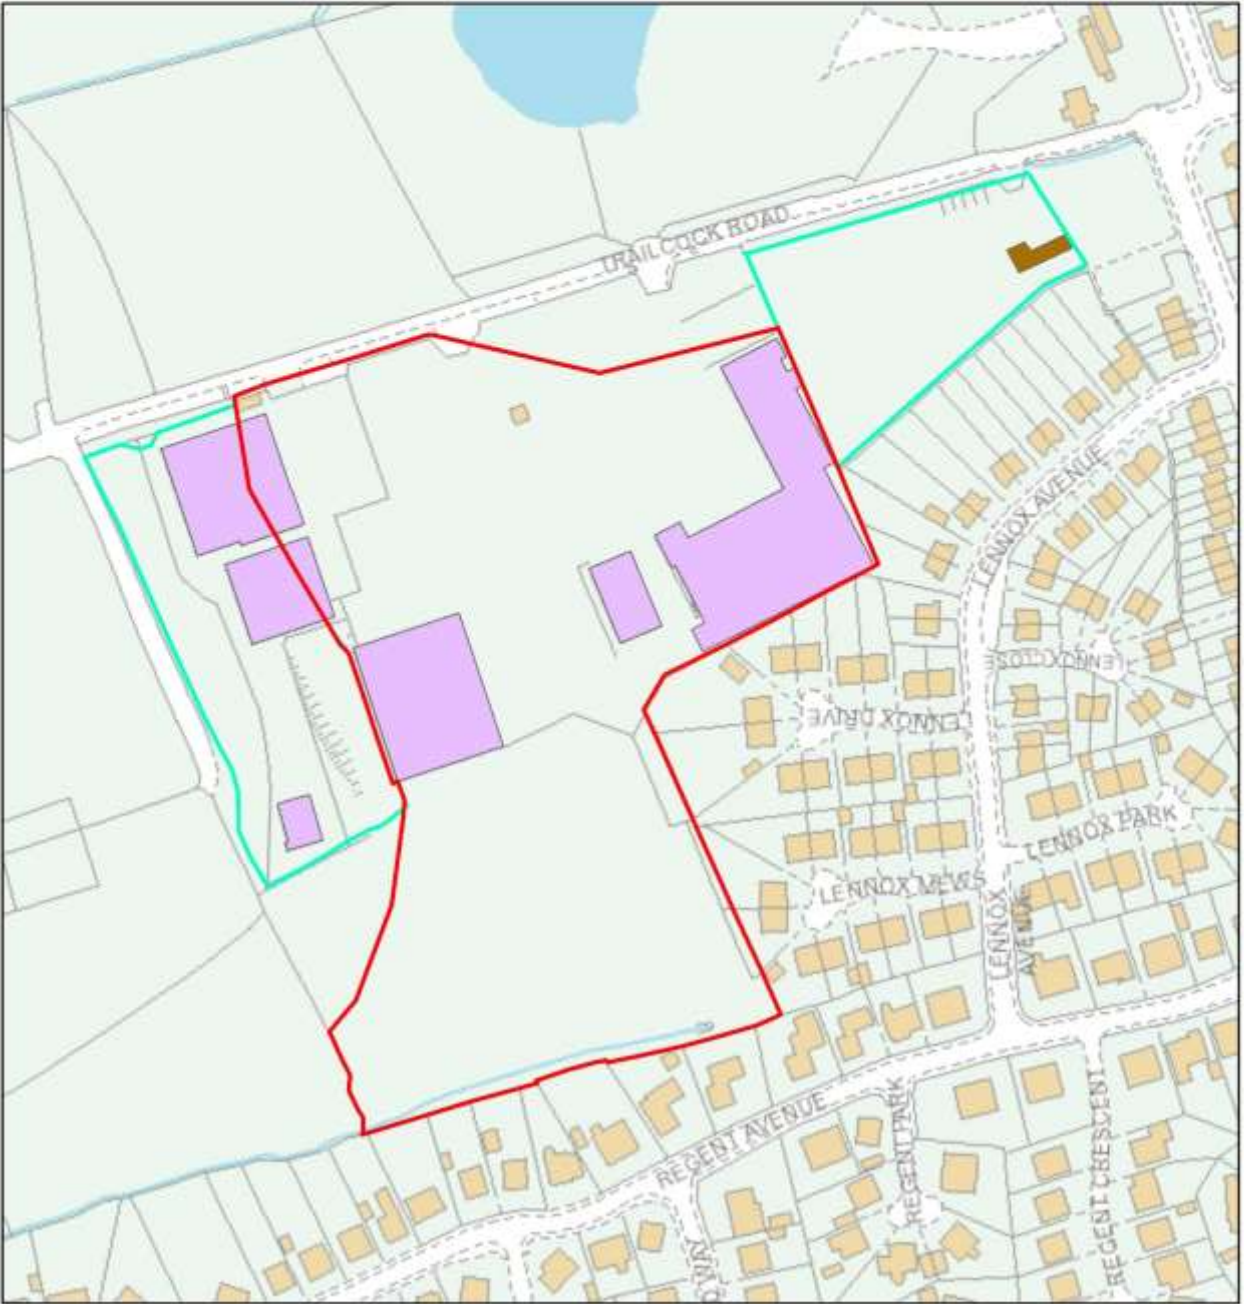 TRAILCOCK ROAD
LENNOX AVENUE
LENNOX CLOSE
LENNOX DRIVE
LENNOX PARK
LENNOX MEWS
LENNOX
AVENUE
REGENT AVENUE
REGENT PARK
REGENT CRESCENT